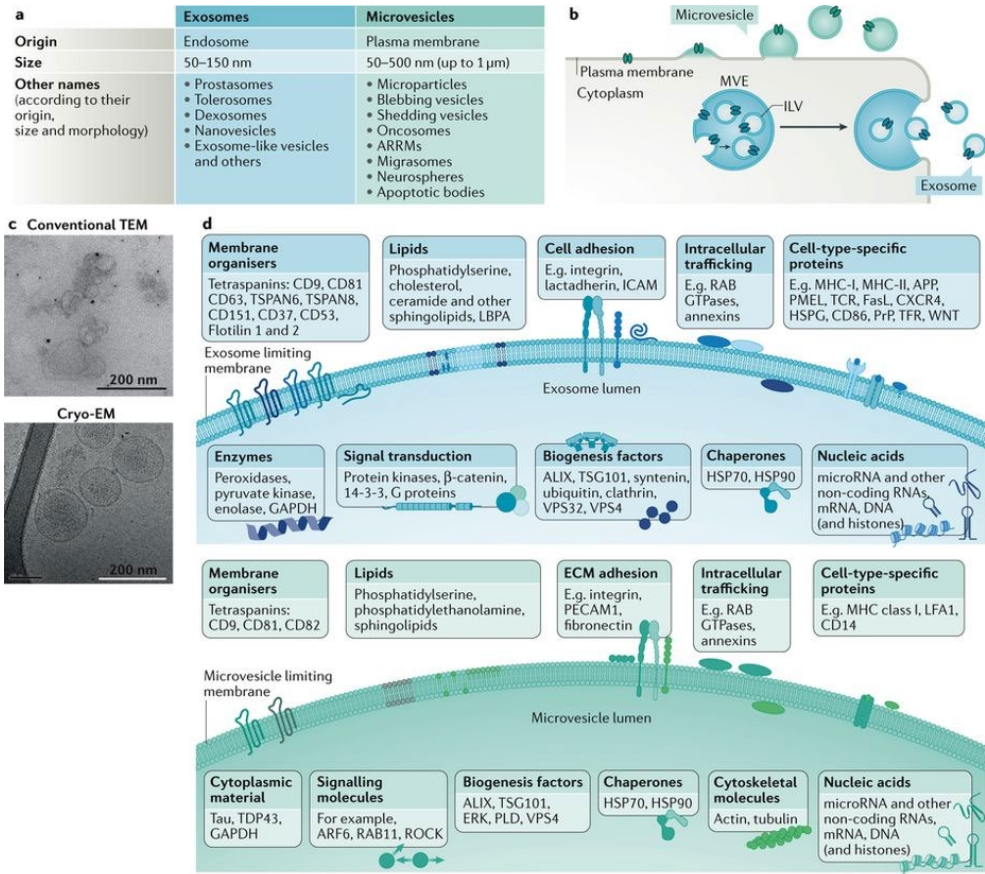 a
Exosomes
Microvesicles
Origin
Endosome
Plasma membrane
Size
50–150 nm
50–500 nm (up to 1 μm)
Other names
(according to their
origin,
size and morphology)
• Prostasomes
• Tolerosomes
• Dexosomes
• Nanovesicles
• Exosome-like vesicles
and others
• Microparticles
• Blebbing vesicles
• Shedding vesicles
• Oncosomes
• ARRMs
• Migrasomes
• Neurospheres
• Apoptotic bodies
b
Microvesicle
Plasma membrane
Cytoplasm
MVE
ILV
Exosome
c
Conventional TEM
200 nm
Cryo-EM
200 nm
d
Membrane
organisers
Tetraspanins: CD9, CD81
CD63, TSPAN6, TSPAN8,
CD151, CD37, CD53,
Flotilin 1 and 2
Lipids
Phosphatidylserine,
cholesterol,
ceramide and other
sphingolipids, LBPA
Cell adhesion
E.g. integrin,
lactadherin, ICAM
Intracellular
trafficking
E.g. RAB
GTPases,
annexins
Cell-type-specific
proteins
E.g. MHC-I, MHC-II, APP,
PMEL, TCR, FasL, CXCR4,
HSPG, CD86, PrP, TFR, WNT
Exosome limiting
membrane
Exosome lumen
Enzymes
Peroxidases,
pyruvate kinase,
enolase, GAPDH
Signal transduction
Protein kinases, β-catenin,
14-3-3, G proteins
Biogenesis factors
ALIX, TSG101, syntenin,
ubiquitin, clathrin,
VPS32, VPS4
Chaperones
HSP70, HSP90
Nucleic acids
microRNA and other
non-coding RNAs,
mRNA, DNA
(and histones)
Membrane
organisers
Tetraspanins:
CD9, CD81, CD82
Lipids
Phosphatidylserine,
phosphatidylethanolamine,
sphingolipids
ECM adhesion
E.g. integrin,
PECAM1,
fibronectin
Intracellular
trafficking
E.g. RAB
GTPases,
annexins
Cell-type-specific
proteins
E.g. MHC class I, LFA1,
CD14
Microvesicle limiting
membrane
Microvesicle lumen
Cytoplasmic
material
Tau, TDP43,
GAPDH
Signalling
molecules
For example,
ARF6, RAB11, ROCK
Biogenesis factors
ALIX, TSG101,
ERK, PLD, VPS4
Chaperones
HSP70, HSP90
Cytoskeletal
molecules
Actin, tubulin
Nucleic acids
microRNA and other
non-coding RNAs,
mRNA, DNA
(and histones)